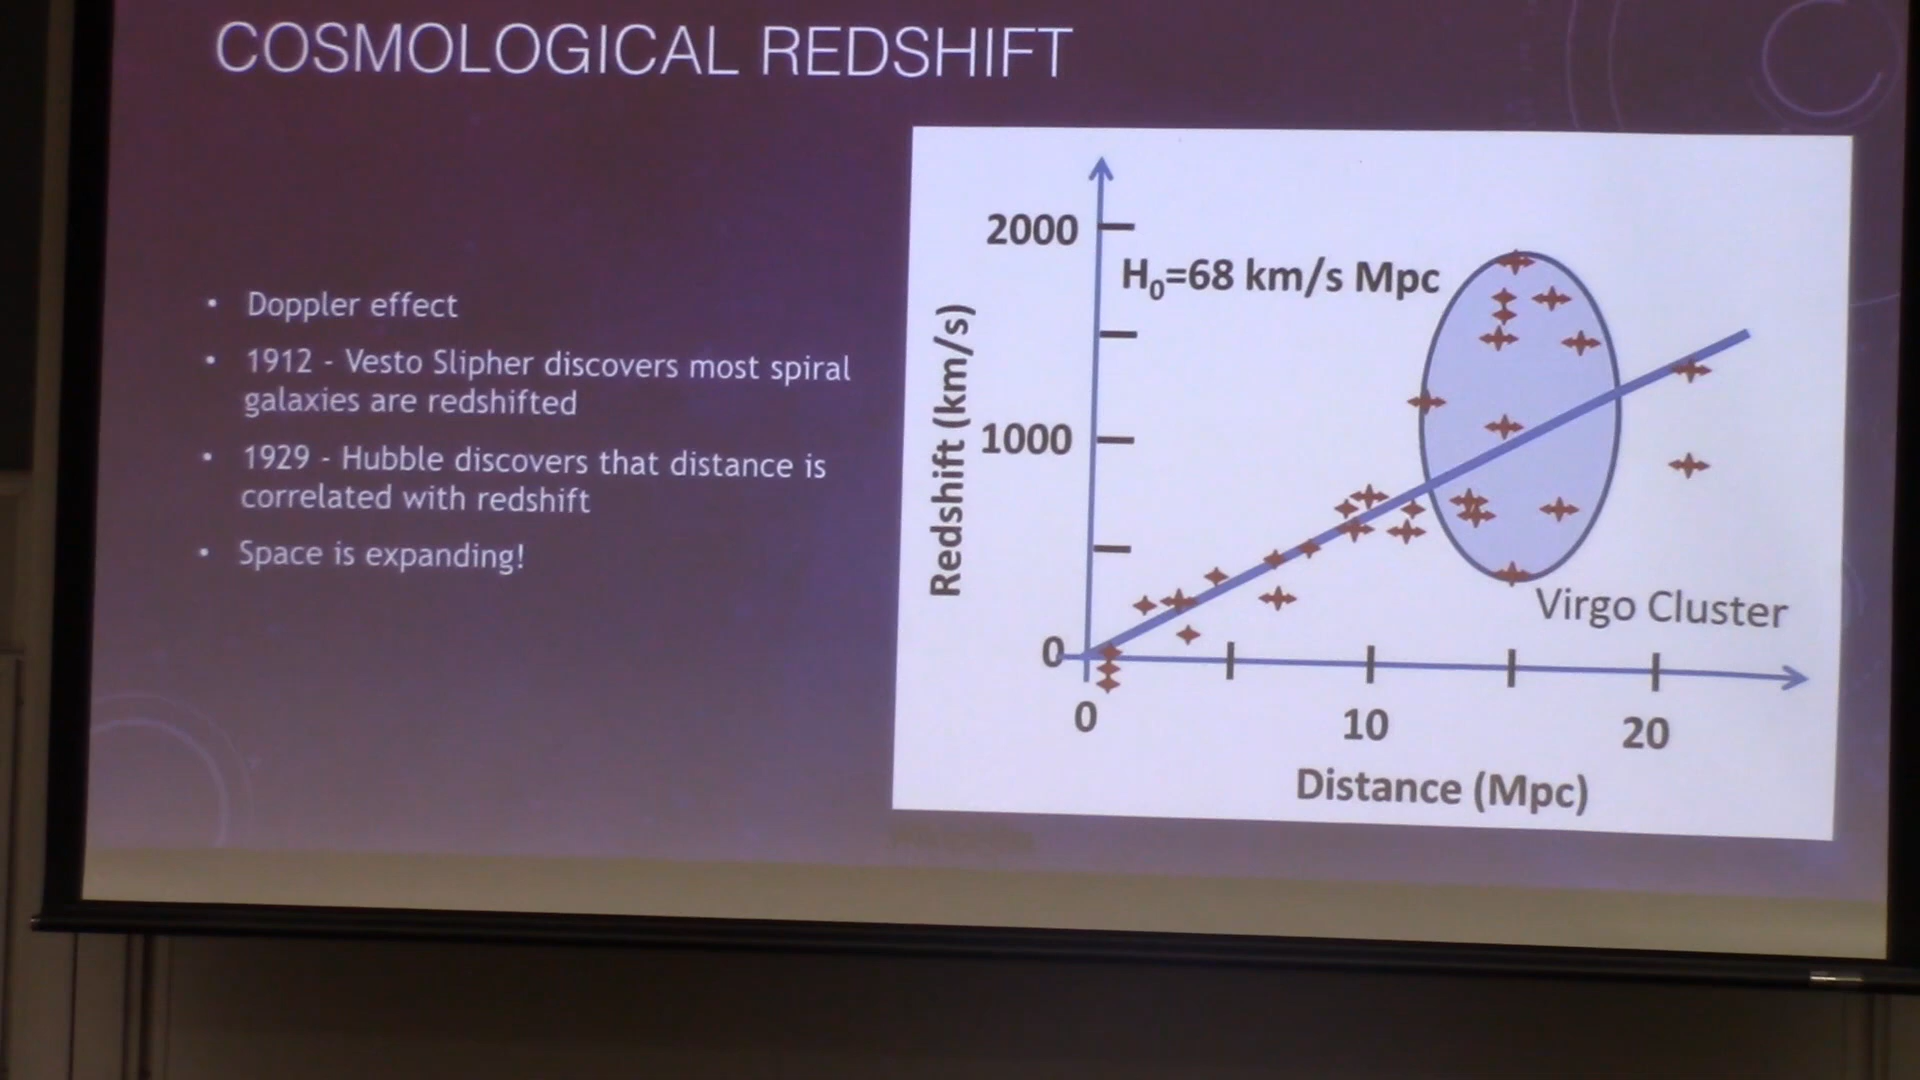 COSMOLOGICAL REDSHIFT
• Doppler effect
• 1912 - Vesto Slipher discovers most spiral
galaxies are redshifted
• 1929 - Hubble discovers that distance is
correlated with redshift
• Space is expanding!
2000
H₀=68 km/s Mpc
Redshift (km/s)
1000
0
Virgo Cluster
0
10
20
Distance (Mpc)